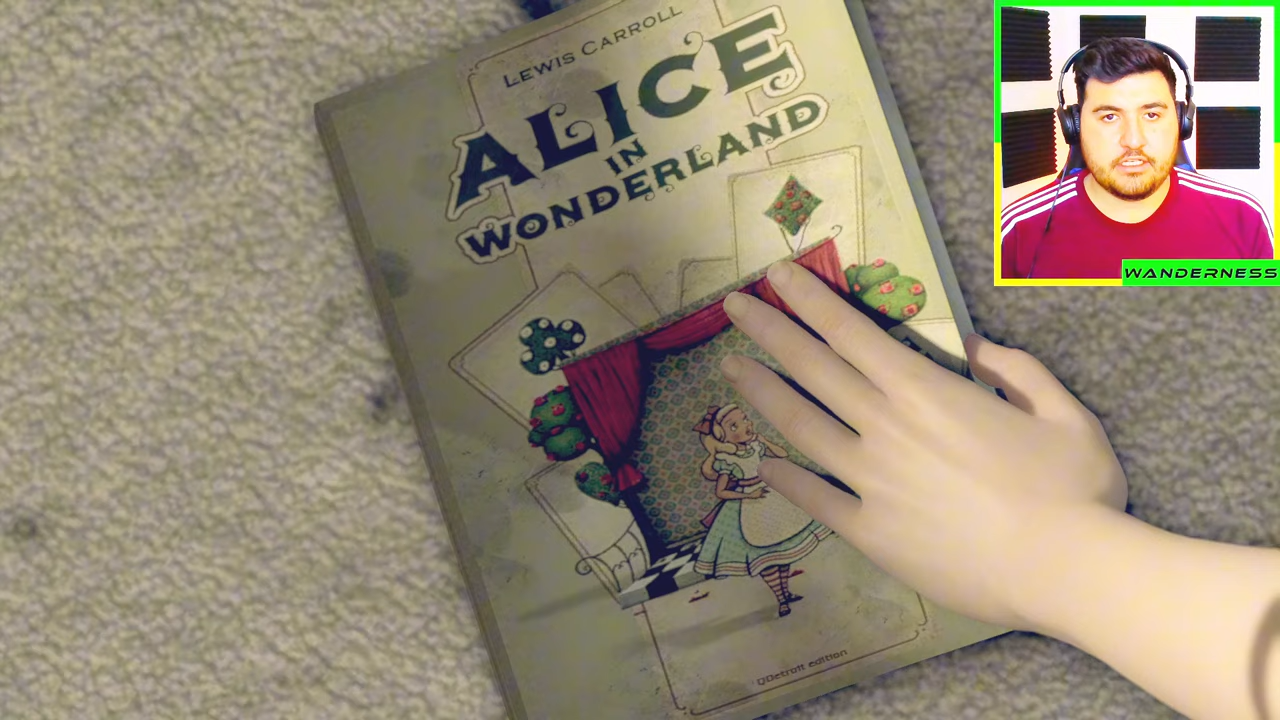 LEWIS CARROLL
ALICE
IN
WONDERLAND
QDetroit edition
WANDERNESS